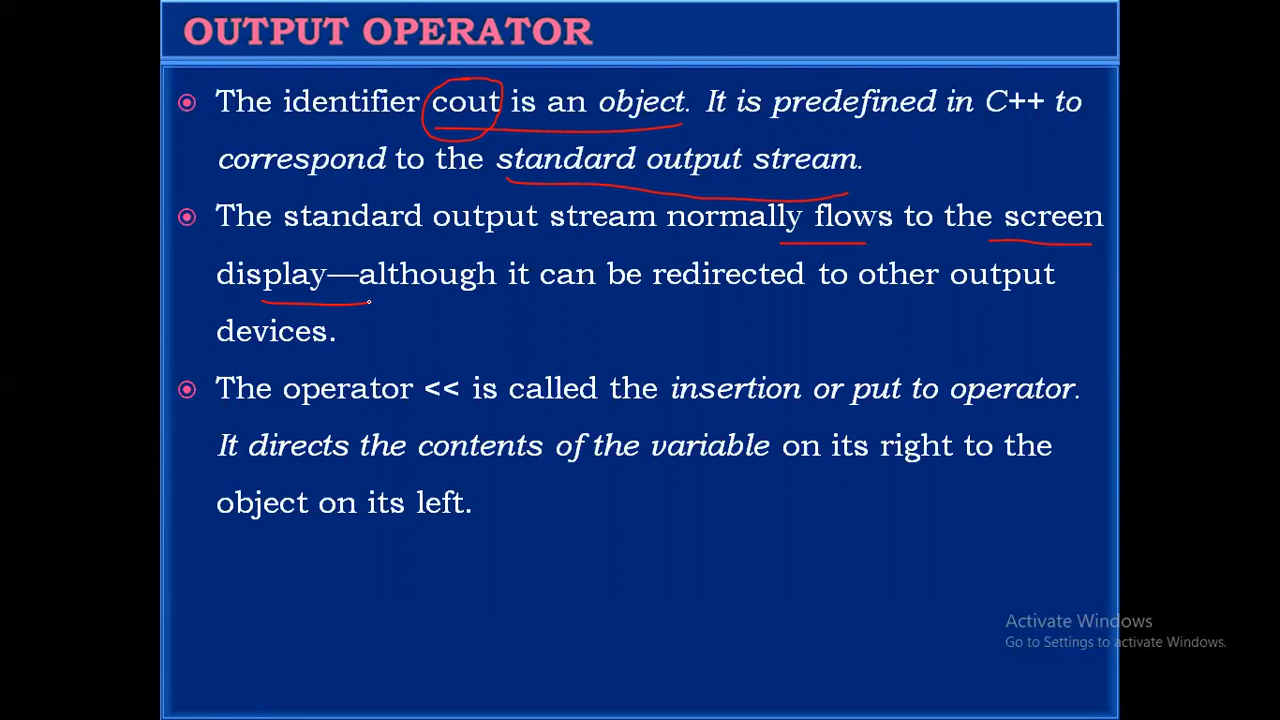 OUTPUT OPERATOR
The identifier cout is an object. It is predefined in C++ to
correspond to the standard output stream.
The standard output stream normally flows to the screen
display—although it can be redirected to other output
devices.
The operator << is called the insertion or put to operator.
It directs the contents of the variable on its right to the
object on its left.
Activate Windows
Go to Settings to activate Windows.